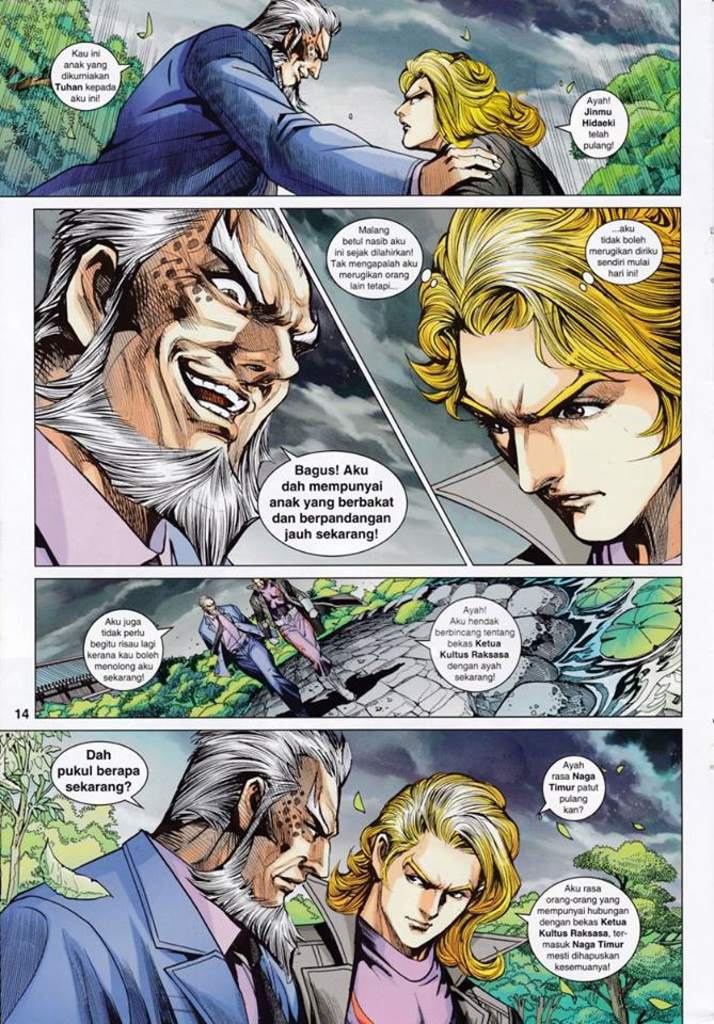 Kau ini
anak yang
dikurniakan
Tuhan kepada
aku ini!
Ayah!
Jinmu
Hidaeki
telah
pulang!
Malang
betul nasib aku
ini sejak dilahirkan!
Tak mengapalah aku
merugikan orang
lain tetapi...
...aku
tidak boleh
merugikan diriku
sendiri mulai
hari ini!
Bagus! Aku
dah mempunyai
anak yang berbakat
dan berpandangan
jauh sekarang!
Aku juga
tidak perlu
begitu risau lagi
kerana kau boleh
menolong aku
sekarang!
Ayah!
Aku hendak
berbincang tentang
bekas Ketua
Kultus Raksasa
dengan ayah
sekarang!
14
Dah
pukul berapa
sekarang?
Ayah
rasa Naga
Timur patut
pulang
kan?
Aku rasa
orang-orang yang
mempunyai hubungan
dengan bekas Ketua
Kultus Raksasa, ter-
masuk Naga Timur
mesti dihapuskan
kesemuanya!